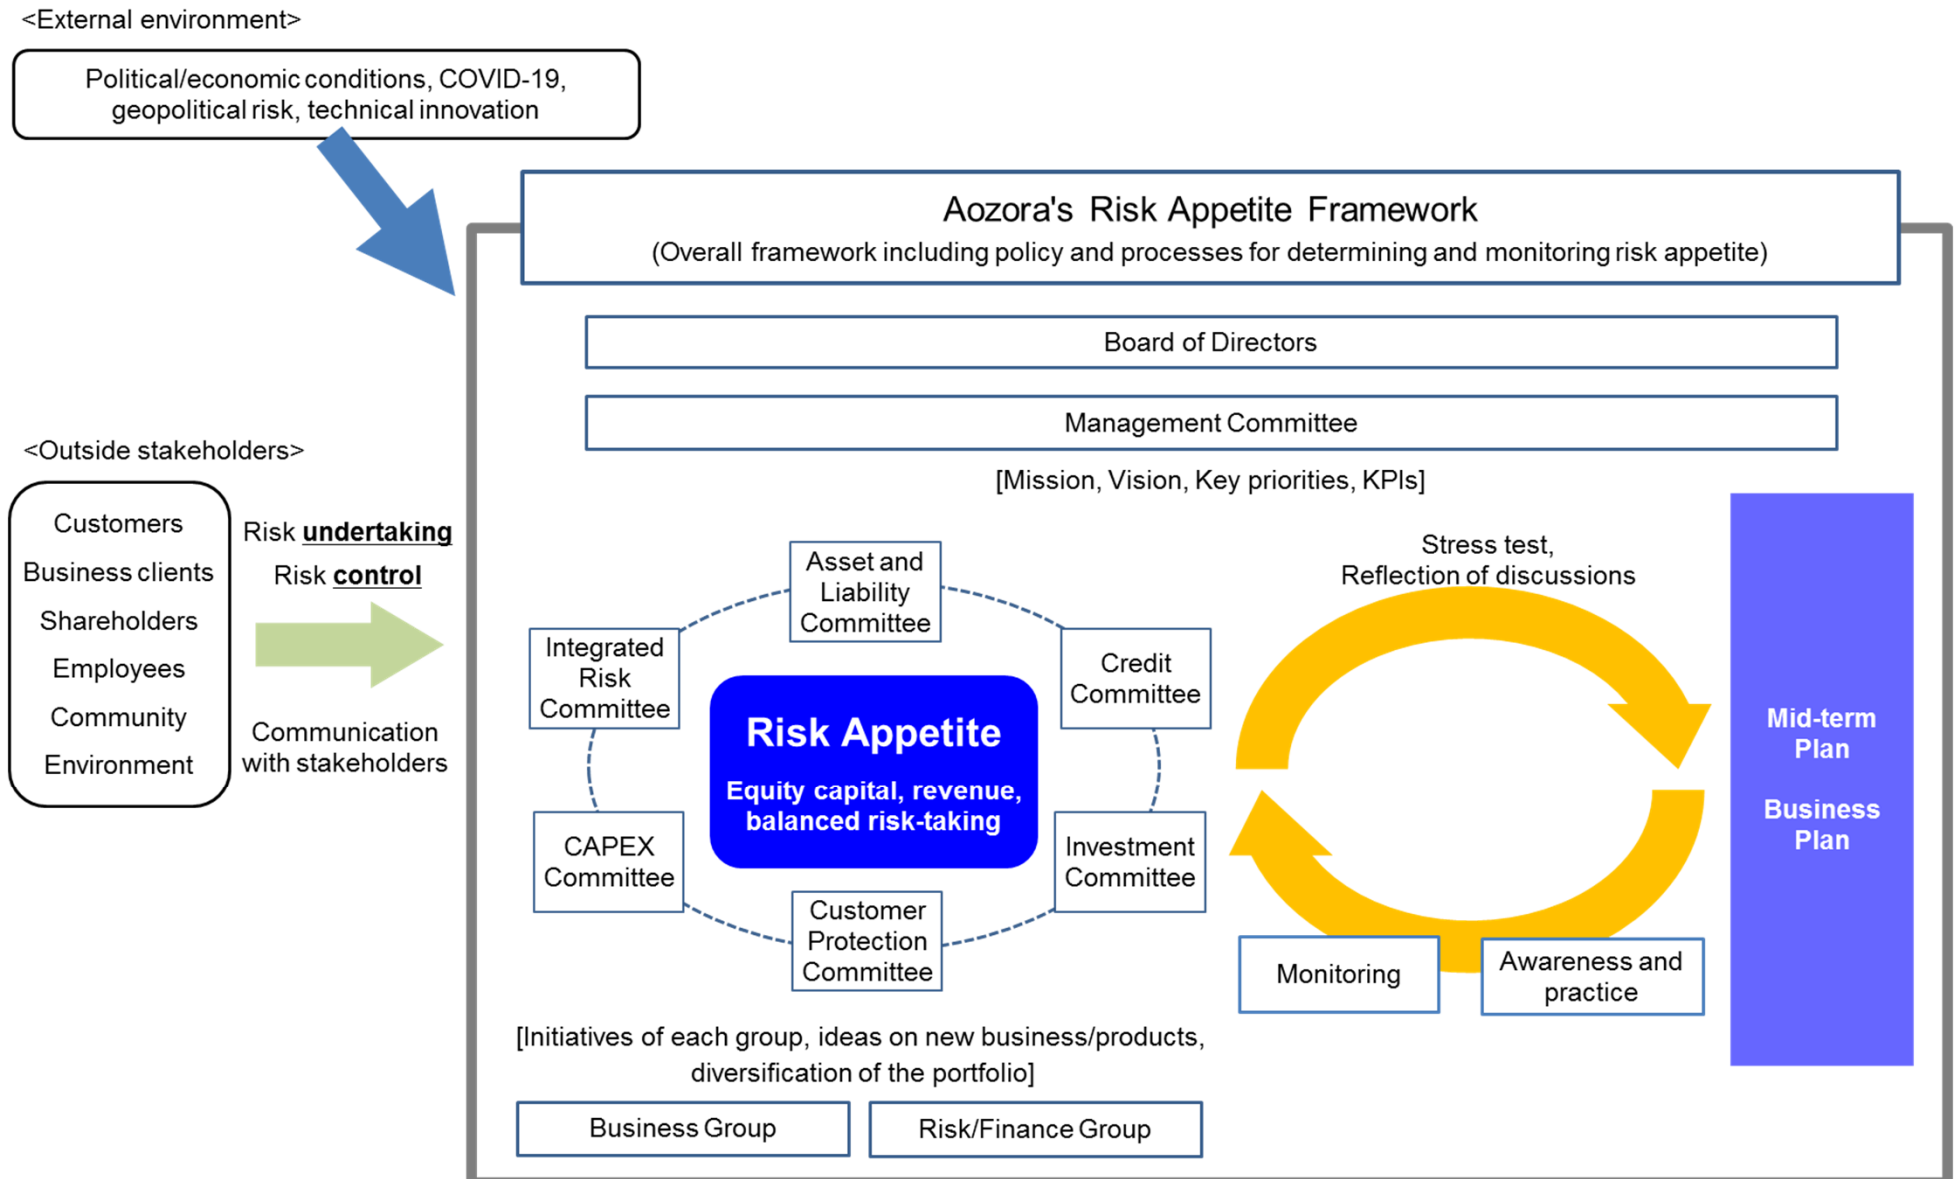 <External environment>
Political/economic conditions, COVID-19,
geopolitical risk, technical innovation
Aozora's Risk Appetite Framework
(Overall framework including policy and processes for determining and monitoring risk appetite)
Board of Directors
Management Committee
[Mission, Vision, Key priorities, KPIs]
<Outside stakeholders>
Customers
Business clients
Shareholders
Employees
Community
Environment
Risk undertaking
Risk control
Communication
with stakeholders
Asset and
Liability
Committee
Integrated
Risk
Committee
Credit
Committee
Risk Appetite
Equity capital, revenue,
balanced risk-taking
CAPEX
Committee
Investment
Committee
Customer
Protection
Committee
Stress test,
Reflection of discussions
Monitoring
Awareness and
practice
Mid-term
Plan
Business
Plan
[Initiatives of each group, ideas on new business/products,
diversification of the portfolio]
Business Group
Risk/Finance Group